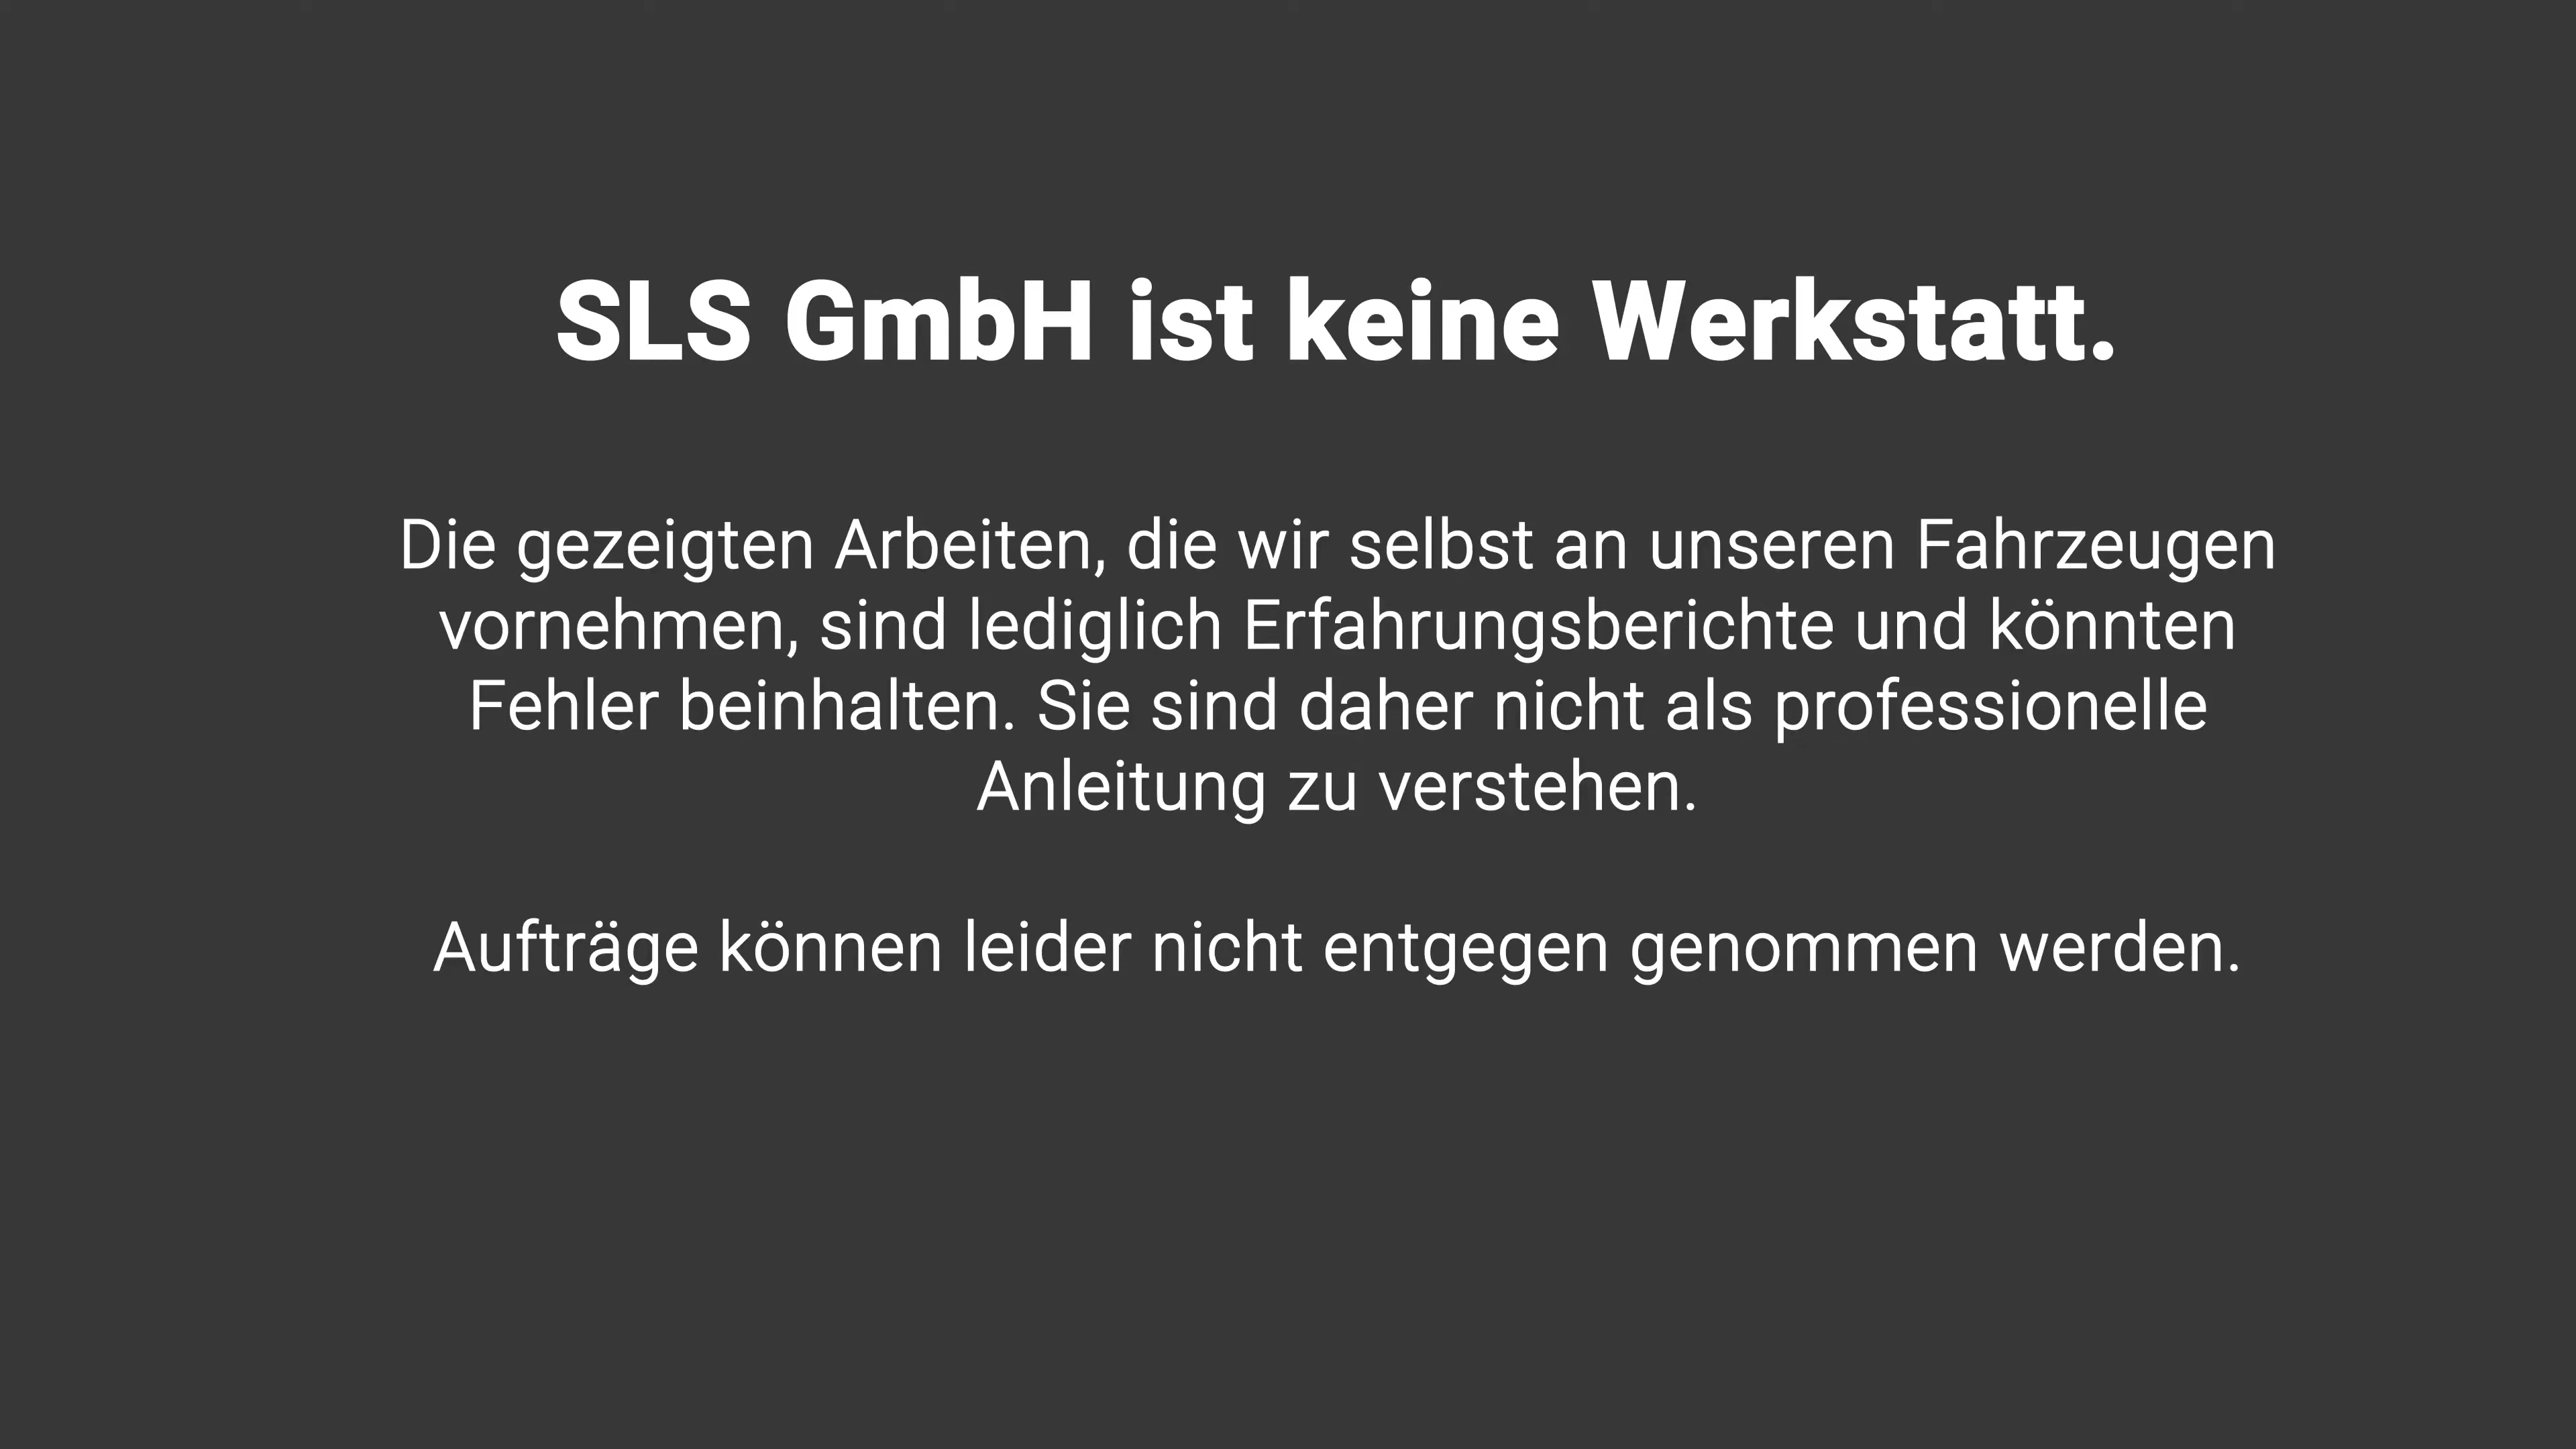 SLS GmbH ist keine Werkstatt.
Die gezeigten Arbeiten, die wir selbst an unseren Fahrzeugen
vornehmen, sind lediglich Erfahrungsberichte und könnten
Fehler beinhalten. Sie sind daher nicht als professionelle
Anleitung zu verstehen.
Aufträge können leider nicht entgegen genommen werden.